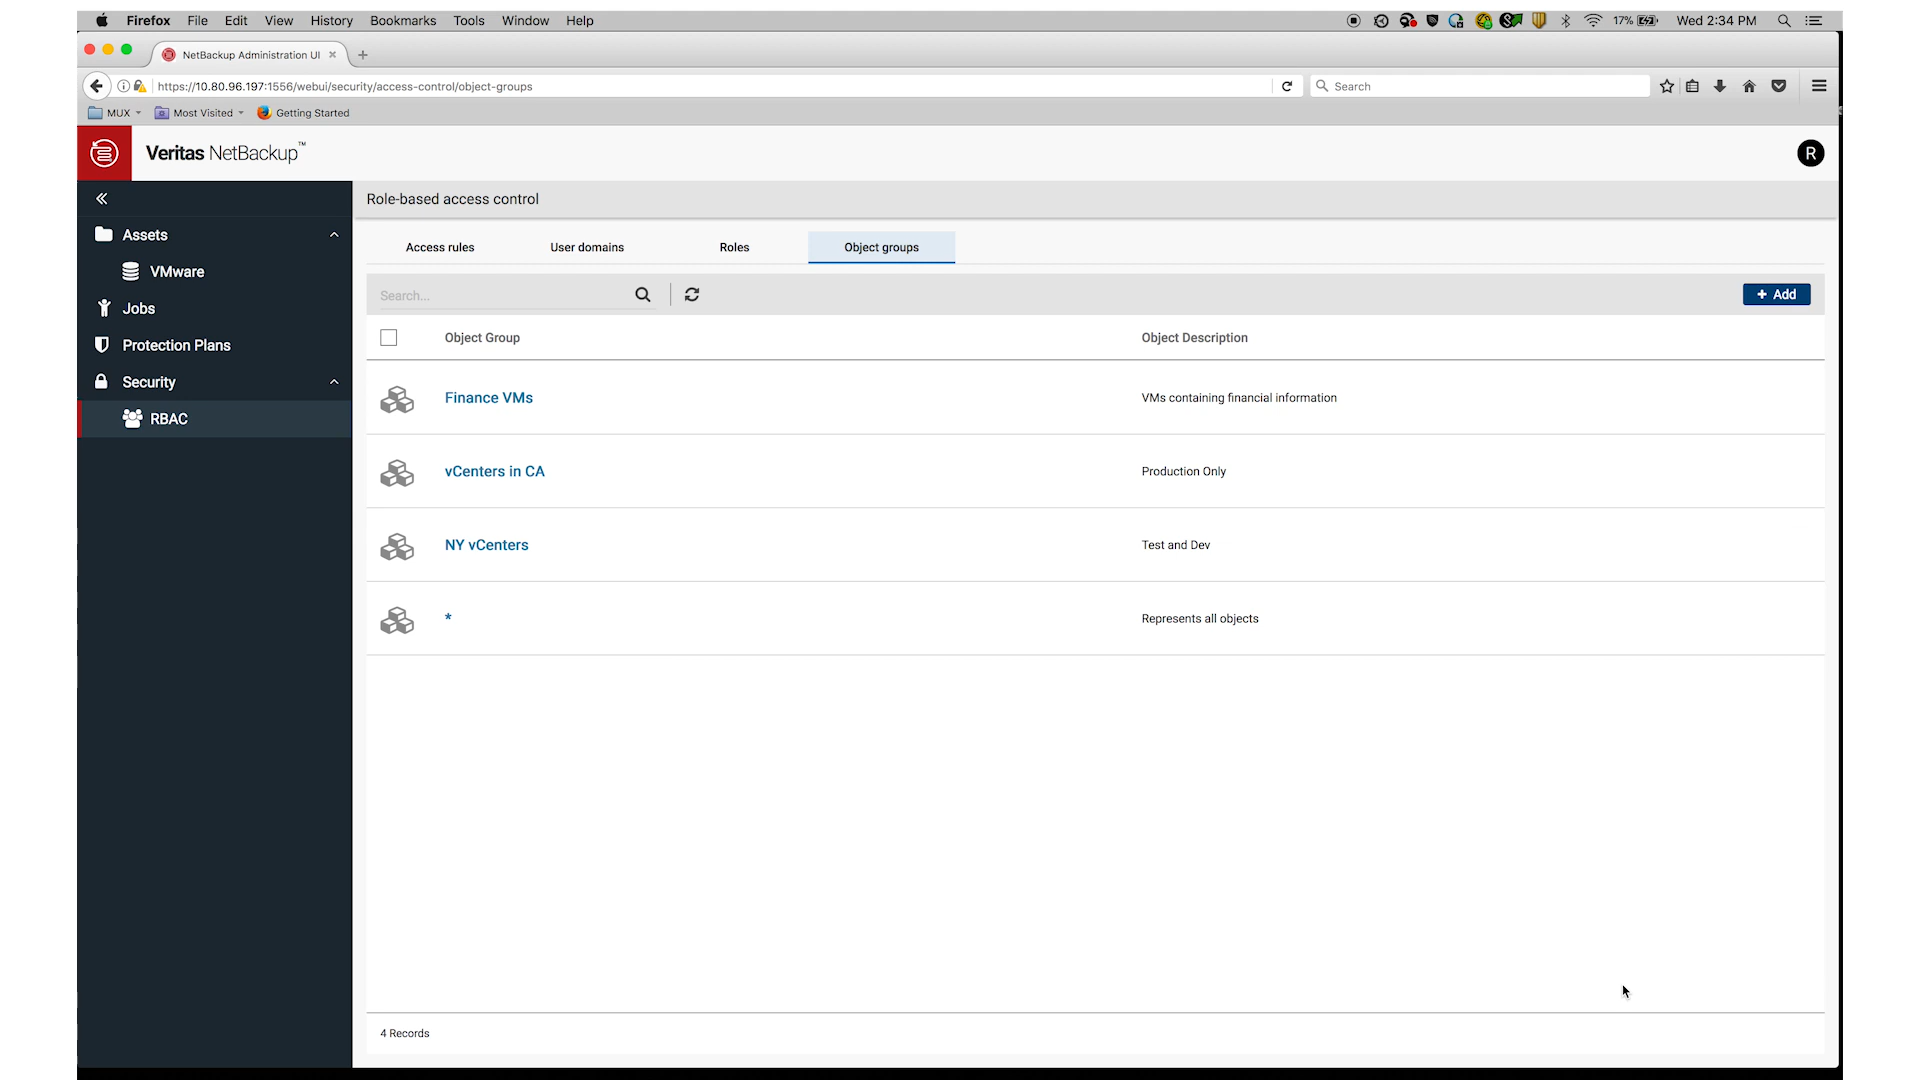 Firefox File Edit View History Bookmarks Tools Window Help 17% Wed 2:34 PM
NetBackup Administration UI
https://10.80.96.197:1556/webui/security/access-control/object-groups Search
MUX Most Visited Getting Started
Veritas NetBackup™ R
Role-based access control
Assets
VMware
Jobs
Protection Plans
Security
RBAC
Access rules User domains Roles Object groups
Search... + Add
Object Group Object Description
Finance VMs VMs containing financial information
vCenters in CA Production Only
NY vCenters Test and Dev
* Represents all objects
4 Records